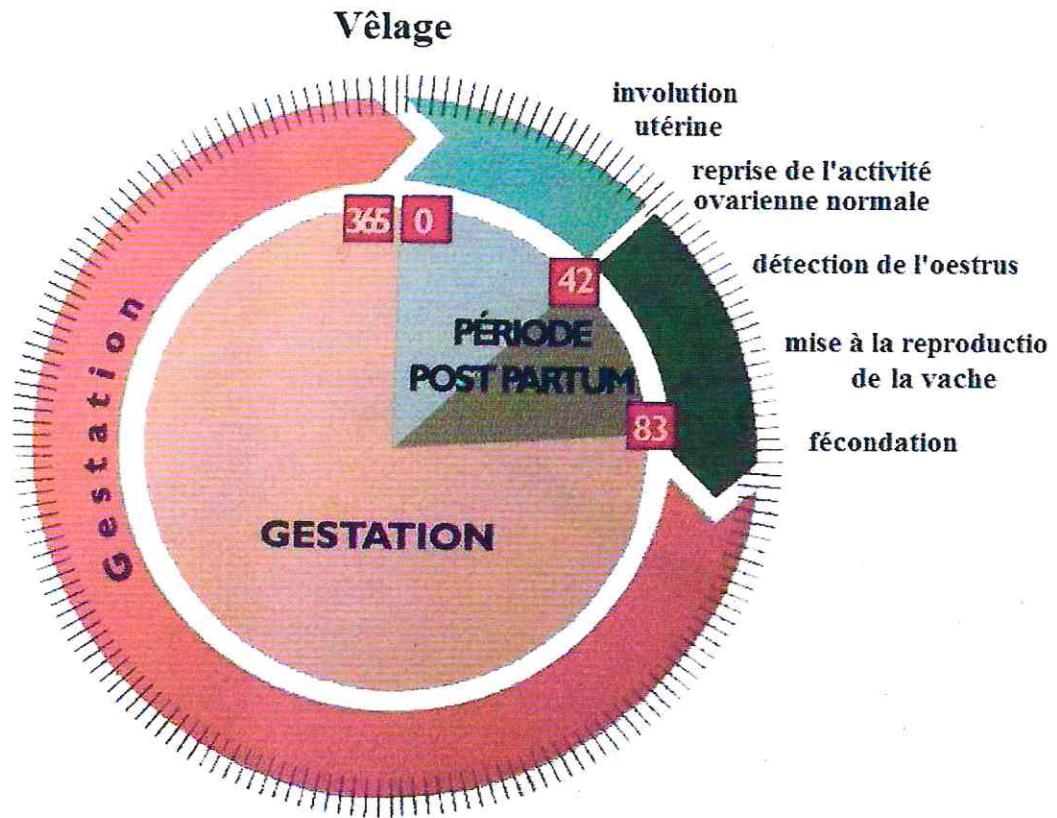 Vêlage
involution
utérine
reprise de l'activité
ovarienne normale
détection de l'oestrus
mise à la reproductio
de la vache
fécondation
365
0
42
PÉRIODE
POST PARTUM
83
GESTATION
Gestation